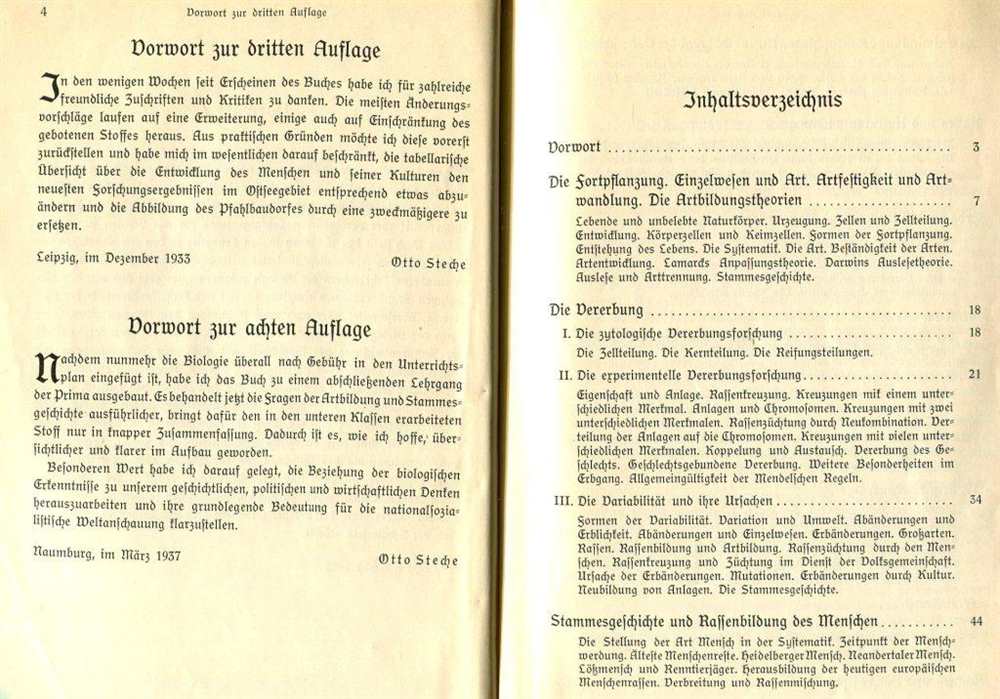 4
Vorwort zur dritten Auflage
Vorwort zur dritten Auflage
In den wenigen Wochen seit Erscheinen des Buches habe ich für zahlreiche
freundliche Zuschriften und Kritiken zu danken. Die meisten Änderungs-
vorschläge laufen auf eine Erweiterung, einige auch auf Einschränkung des
gebotenen Stoffes heraus. Aus praktischen Gründen möchte ich diese vorerst
zurückstellen und habe mich im wesentlichen darauf beschränkt, die tabellarische
Übersicht über die Entwicklung des Menschen und seiner Kulturen den
neuesten Forschungsergebnissen im Ostseegebiet entsprechend etwas abzu-
ändern und die Abbildung des Pfahlbaudorfes durch eine zweckmäßigere zu
ersetzen.
Leipzig, im Dezember 1933
Otto Steche
Vorwort zur achten Auflage
Nachdem nunmehr die Biologie überall nach Gebühr in den Unterrichts-
plan eingefügt ist, habe ich das Buch zu einem abschließenden Lehrgang
der Prima ausgebaut. Es behandelt jetzt die Fragen der Artbildung und Stammes-
geschichte ausführlicher, bringt dafür den in den unteren Klassen erarbeiteten
Stoff nur in knapper Zusammenfassung. Dadurch ist es, wie ich hoffe, über-
sichtlicher und klarer im Aufbau geworden.
Besonderen Wert habe ich darauf gelegt, die Beziehung der biologischen
Erkenntnisse zu unserem geschichtlichen, politischen und wirtschaftlichen Denken
herauszuarbeiten und ihre grundlegende Bedeutung für die nationalsozia-
listische Weltanschauung klarzustellen.
Naumburg, im März 1937
Otto Steche
Inhaltsverzeichnis
Vorwort ........ 3
Die Fortpflanzung. Einzelwesen und Art. Artfestigkeit und Art-
wandlung. Die Artbildungstheorien ........ 7
Lebende und unbelebte Naturkörper. Urzeugung. Zellen und Zellteilung.
Entwicklung. Körperzellen und Keimzellen. Formen der Fortpflanzung.
Entstehung des Lebens. Die Systematik. Die Art. Beständigkeit der Arten.
Artentwicklung. Lamarcks Anpassungstheorie. Darwins Auslesetheorie.
Auslese und Arttrennung. Stammesgeschichte.
Die Vererbung ........ 18
I. Die zytologische Vererbungsforschung ........ 18
Die Zellteilung. Die Kernteilung. Die Reifungsteilungen.
II. Die experimentelle Vererbungsforschung ........ 21
Eigenschaft und Anlage. Rassenkreuzung. Kreuzungen mit einem unter-
schiedlichen Merkmal. Anlagen und Chromosomen. Kreuzungen mit zwei
unterschiedlichen Merkmalen. Rassenzüchtung durch Neukombination. Ver-
teilung der Anlagen auf die Chromosomen. Kreuzungen mit vielen unter-
schiedlichen Merkmalen. Koppelung und Austausch. Vererbung des Ge-
schlechts. Geschlechtsgebundene Vererbung. Weitere Besonderheiten im
Erbgang. Allgemeingültigkeit der Mendelschen Regeln.
III. Die Variabilität und ihre Ursachen ........ 34
Formen der Variabilität. Variation und Umwelt. Abänderungen und
Erblichkeit. Abänderungen und Einzelwesen. Erbänderungen. Großarten.
Rassen. Rassenbildung und Artbildung. Rassenzüchtung durch den Men-
schen. Rassenkreuzung und Züchtung im Dienst der Volksgemeinschaft.
Ursache der Erbänderungen. Mutationen. Erbänderungen durch Kultur.
Neubildung von Anlagen. Die Stammesgeschichte.
Stammesgeschichte und Rassenbildung des Menschen ........ 44
Die Stellung der Art Mensch in der Systematik. Zeitpunkt der Mensch-
werdung. Älteste Menschenreste. Heidelberger Mensch. Neandertaler Mensch.
Lößmensch und Renntierjäger. Herausbildung der heutigen europäischen
Menschenrassen. Verbreitung und Rassenmischung.